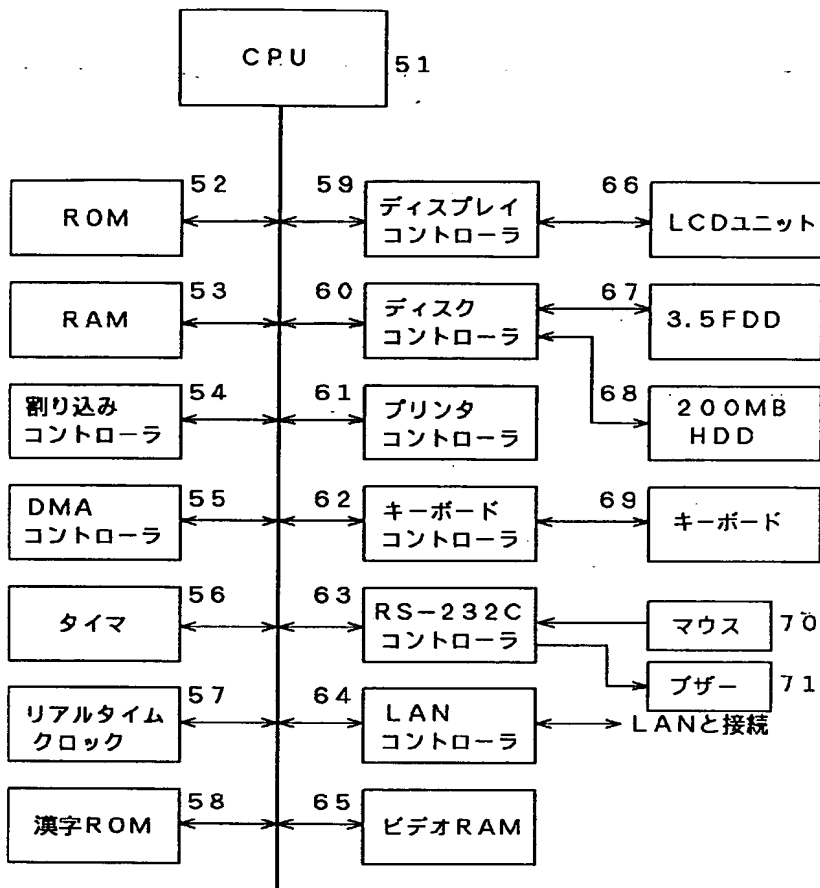 CPU
51
52
59
66
ROM
ディスプレイ
コントローラ
LCDユニット
53
60
67
RAM
ディスク
コントローラ
3.5FDD
54
61
68
割り込み
コントローラ
プリンタ
コントローラ
200MB
HDD
55
62
69
DMA
コントローラ
キーボード
コントローラ
キーボード
56
63
タイマ
RS-232C
コントローラ
マウス
70
ブザー
71
57
64
リアルタイム
クロック
LAN
コントローラ
LANと接続
58
65
漢字ROM
ビデオRAM